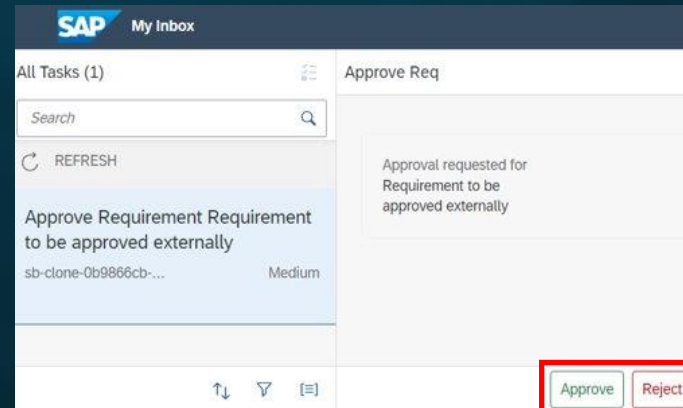 SAP My Inbox
All Tasks (1)
Search
REFRESH
Approve Requirement Requirement
to be approved externally
sb-clone-0b9866cb-...
Medium
Approve Req
Approval requested for
Requirement to be
approved externally
Approve
Reject